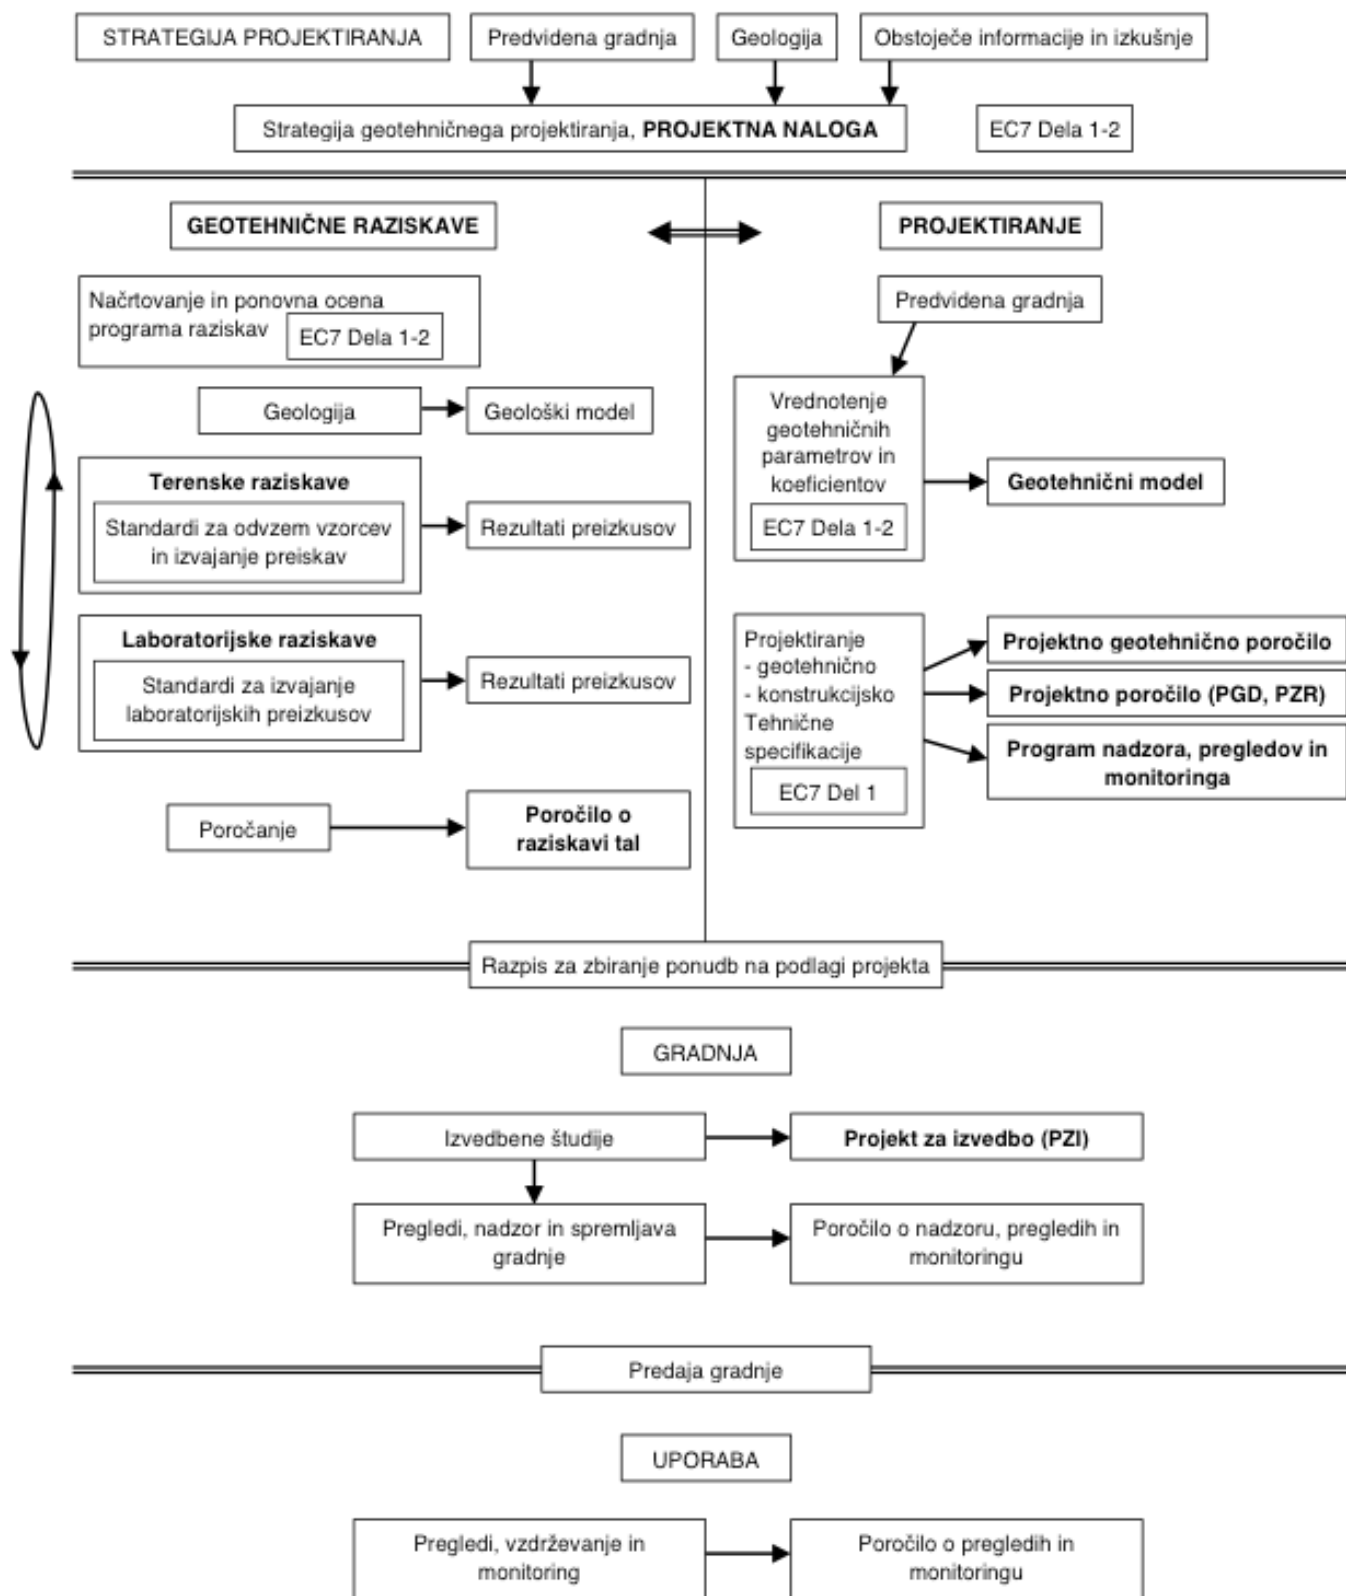 STRATEGIJA PROJEKTIRANJA
Predvidena gradnja
Geologija
Obstoječe informacije in izkušnje
Strategija geotehničnega projektiranja, PROJEKTNA NALOGA
EC7 Dela 1-2
GEOTEHNIČNE RAZISKAVE
Načrtovanje in ponovna ocena
programa raziskav
EC7 Dela 1-2
Geologija
Geološki model
Terenske raziskave
Standardi za odvzem vzorcev
in izvajanje preiskav
Rezultati preizkusov
Laboratorijske raziskave
Standardi za izvajanje
laboratorijskih preizkusov
Rezultati preizkusov
Poročanje
Poročilo o
raziskavi tal
PROJEKTIRANJE
Predvidena gradnja
Vrednotenje
geotehničnih
parametrov in
koeficientov
EC7 Dela 1-2
Geotehnični model
Projektiranje
- geotehnično
- konstrukcijsko
Tehnične
specifikacije
EC7 Del 1
Projektno geotehnično poročilo
Projektno poročilo (PGD, PZR)
Program nadzora, pregledov in
monitoringa
Razpis za zbiranje ponudb na podlagi projekta
GRADNJA
Izvedbene študije
Projekt za izvedbo (PZI)
Pregledi, nadzor in spremljava
gradnje
Poročilo o nadzoru, pregledih in
monitoringu
Predaja gradnje
UPORABA
Pregledi, vzdrževanje in
monitoring
Poročilo o pregledih in
monitoringu